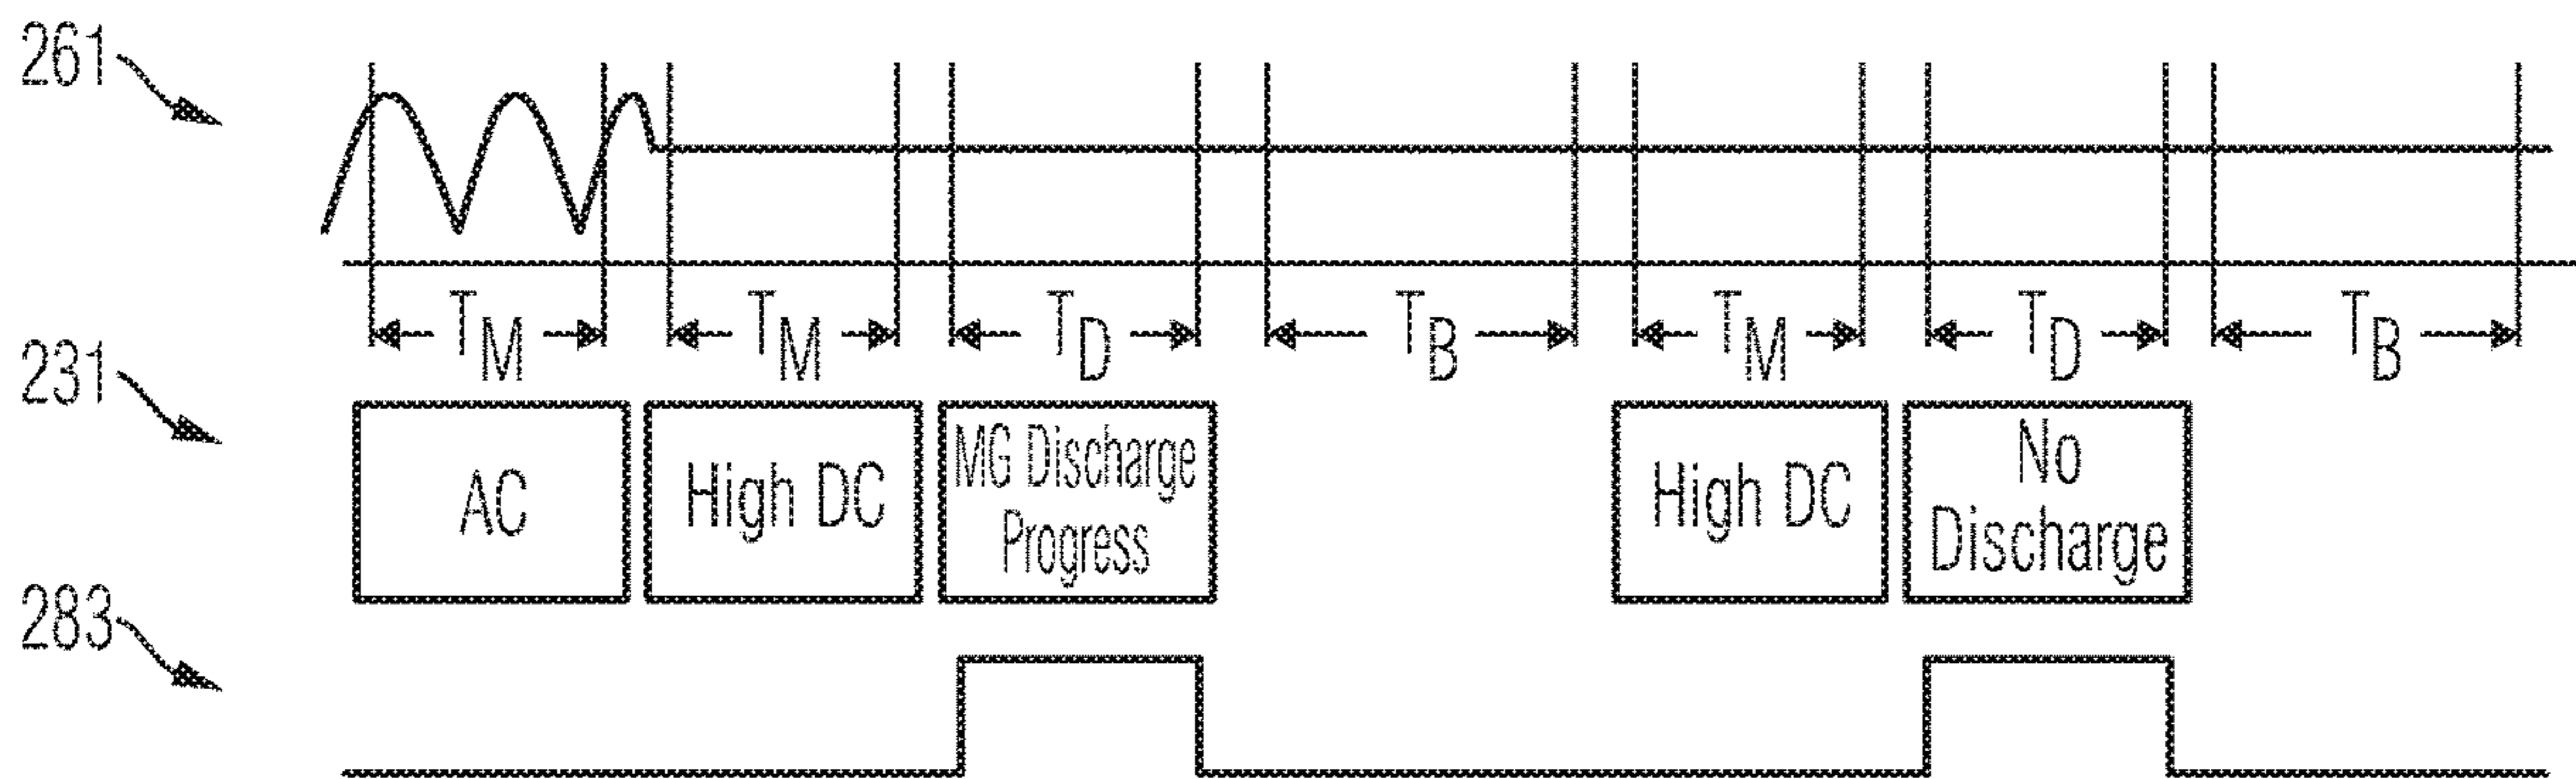 261
T_M T_M T_D T_B T_M T_D T_B
231
AC
High DC
MG Discharge
Progress
High DC
No
Discharge
283